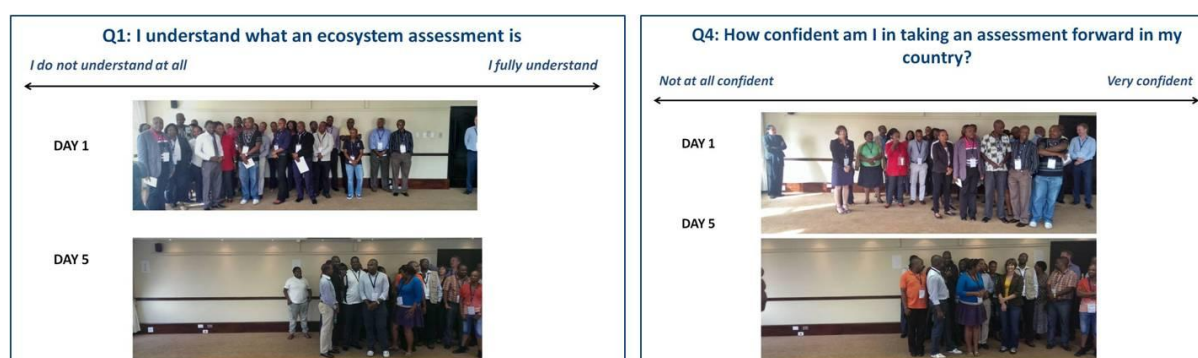 Q1: I understand what an ecosystem assessment is
I do not understand at all
I fully understand
DAY 1
DAY 5
Q4: How confident am I in taking an assessment forward in my
country?
Not at all confident
Very confident
DAY 1
DAY 5